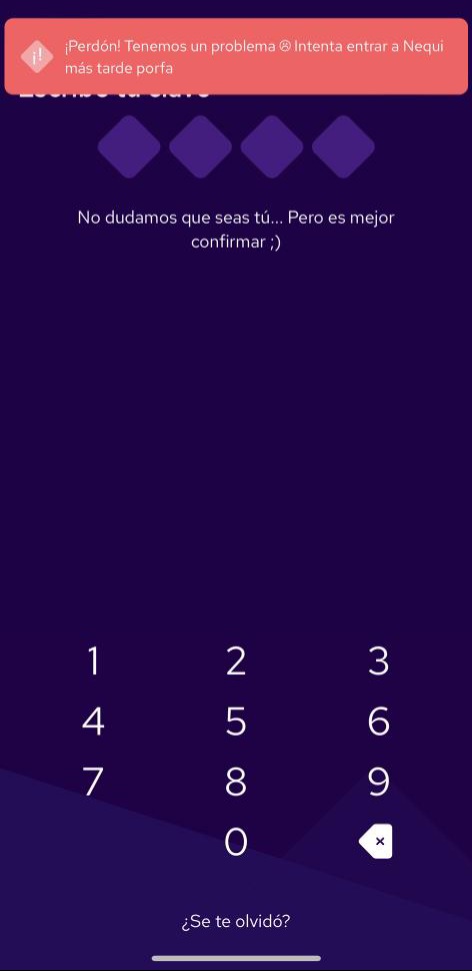 ¡Perdón! Tenemos un problema ☹ Intenta entrar a Nequi
más tarde porfa
No dudamos que seas tú... Pero es mejor
confirmar ;)
1 2 3
4 5 6
7 8 9
0
¿Se te olvidó?